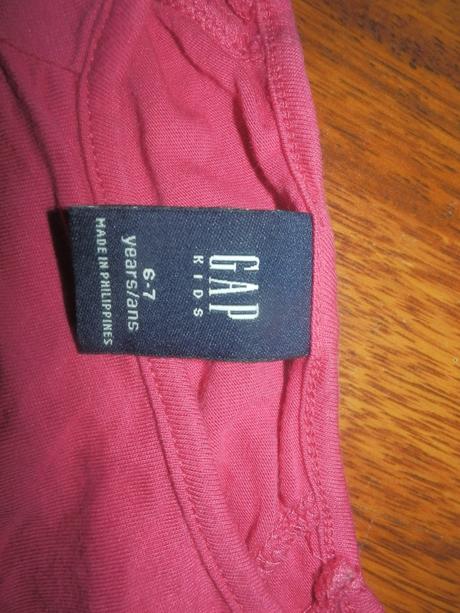 GAP
KIDS
6-7
years/ans
MADE IN PHILIPPINES